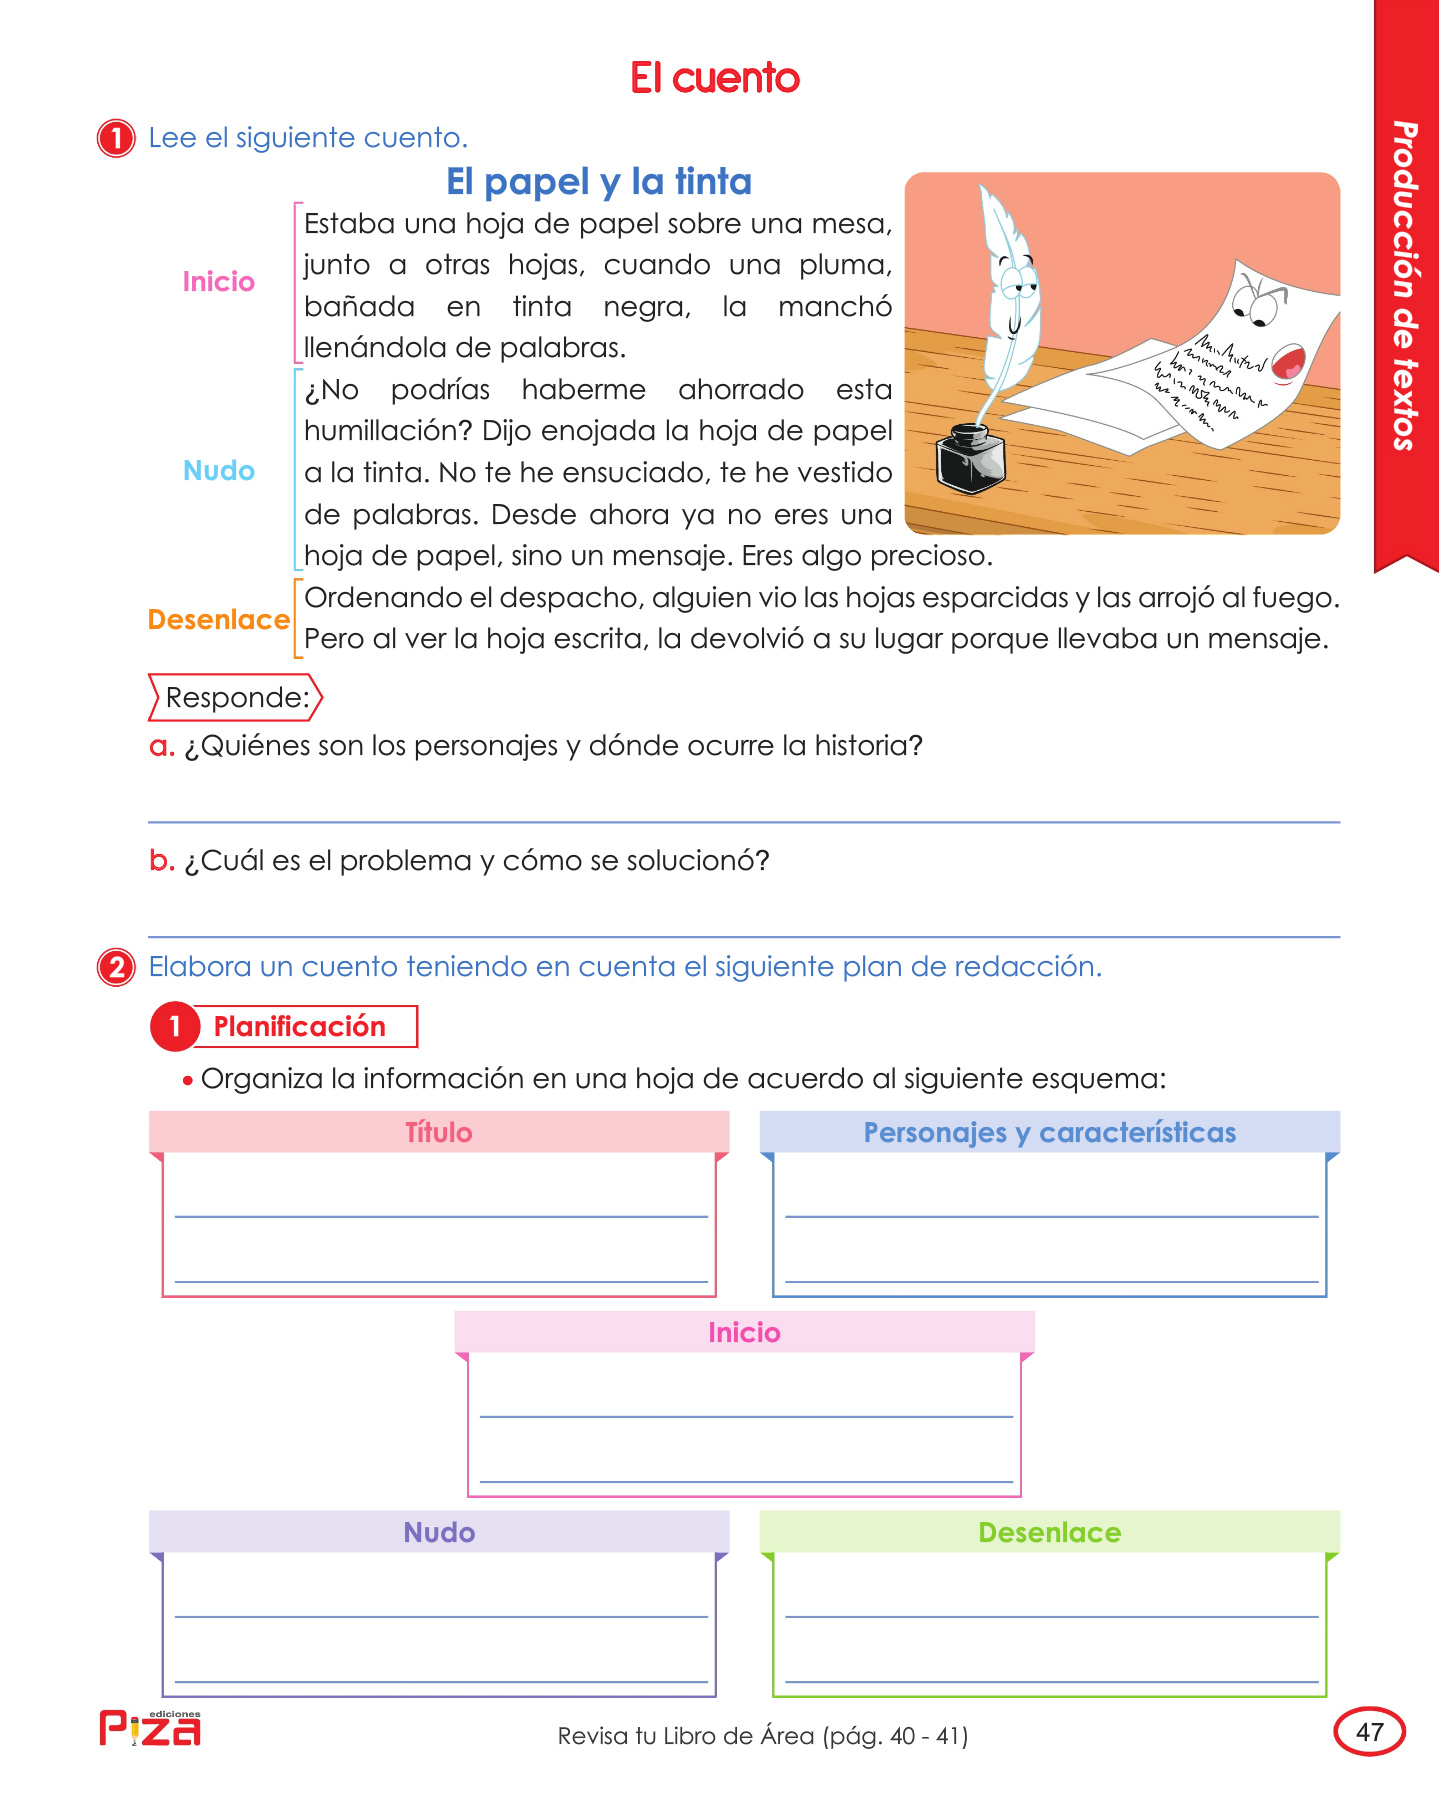 El cuento
Producción de textos
1 Lee el siguiente cuento.
El papel y la tinta
Inicio
Estaba una hoja de papel sobre una mesa,
junto a otras hojas, cuando una pluma,
bañada en tinta negra, la manchó
llenándola de palabras.
Nudo
¿No podrías haberme ahorrado esta
humillación? Dijo enojada la hoja de papel
a la tinta. No te he ensuciado, te he vestido
de palabras. Desde ahora ya no eres una
hoja de papel, sino un mensaje. Eres algo precioso.
Desenlace
Ordenando el despacho, alguien vio las hojas esparcidas y las arrojó al fuego.
Pero al ver la hoja escrita, la devolvió a su lugar porque llevaba un mensaje.
Responde:
a. ¿Quiénes son los personajes y dónde ocurre la historia?
b. ¿Cuál es el problema y cómo se solucionó?
2 Elabora un cuento teniendo en cuenta el siguiente plan de redacción.
1 Planificación
• Organiza la información en una hoja de acuerdo al siguiente esquema:
Título
Personajes y características
Inicio
Nudo
Desenlace
ediciones
Piza
Revisa tu Libro de Área (pág. 40 - 41)
47